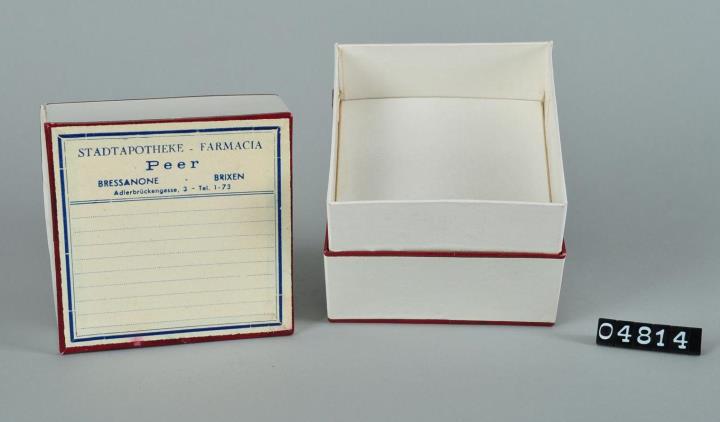 STADTAPOTHEKE - FARMACIA
Peer
BRESSANONE - BRIXEN
Adlerbrückengasse, 3 - Tel. 1-73
04814